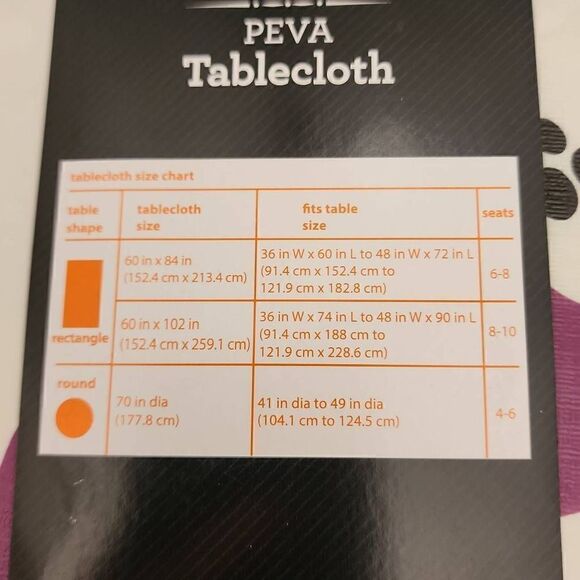 PEVA
Tablecloth
tablecloth size chart
table shape
tablecloth size
fits table size
seats
rectangle
60 in x 84 in
(152.4 cm x 213.4 cm)
36 in W x 60 in L to 48 in W x 72 in L
(91.4 cm x 152.4 cm to
121.9 cm x 182.8 cm)
6-8
60 in x 102 in
(152.4 cm x 259.1 cm)
36 in W x 74 in L to 48 in W x 90 in L
(91.4 cm x 188 cm to
121.9 cm x 228.6 cm)
8-10
round
70 in dia
(177.8 cm)
41 in dia to 49 in dia
(104.1 cm to 124.5 cm)
4-6